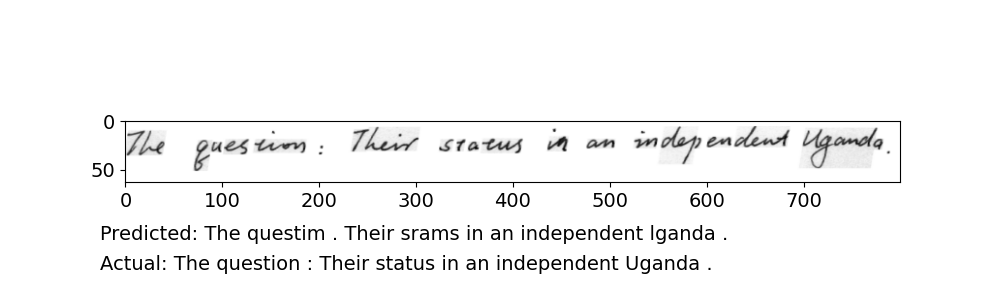 0
The question : Their status in an independent Uganda.
50
0 100 200 300 400 500 600 700
Predicted: The questim . Their srams in an independent lganda .
Actual: The question : Their status in an independent Uganda .